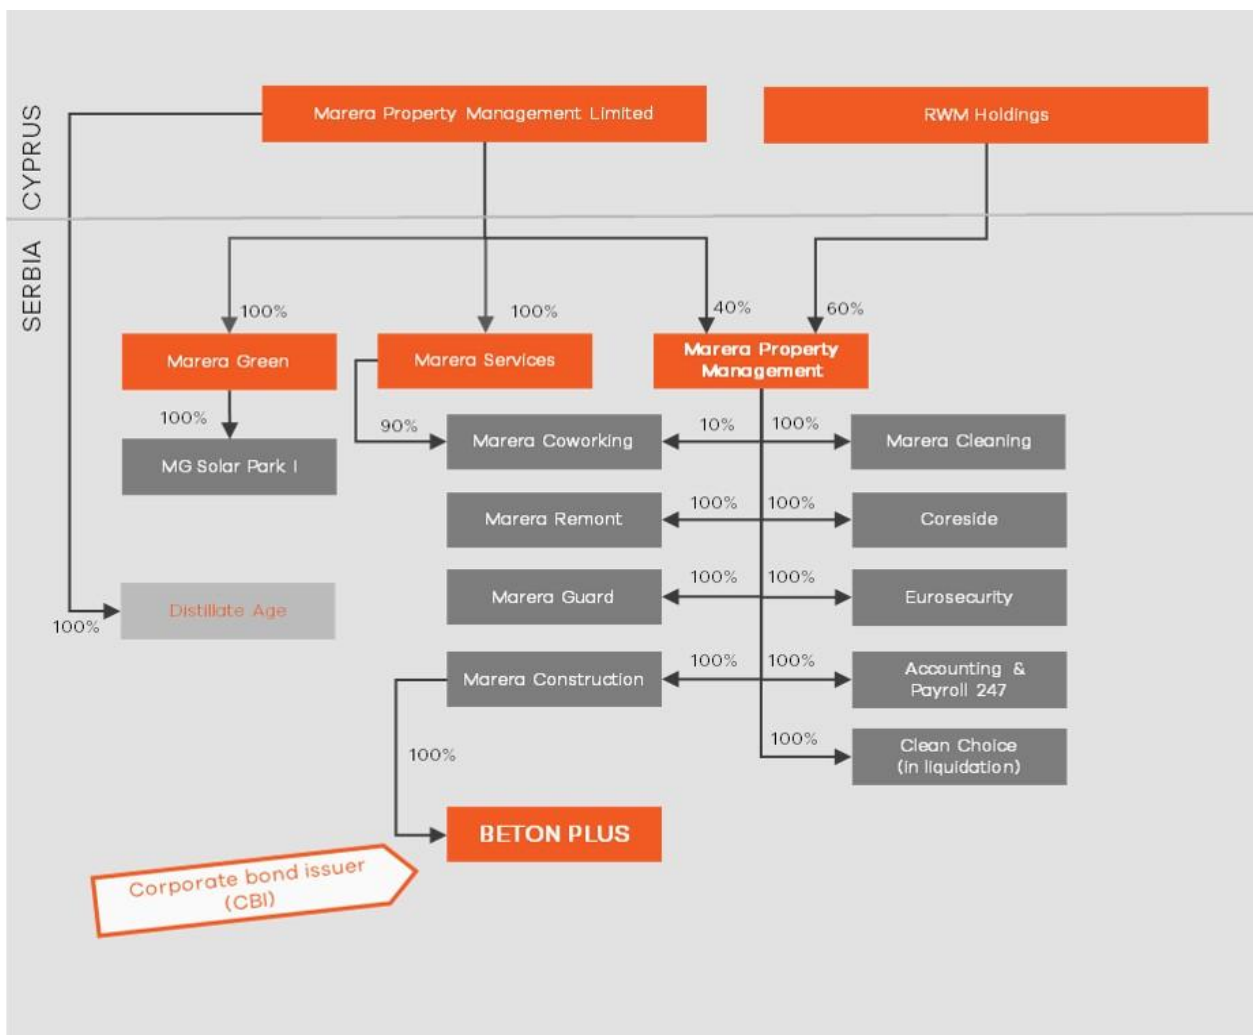 CYPRUS
Marera Property Management Limited
RWM Holdings
SERBIA
100%
100%
40%
60%
Marera Green
Marera Services
Marera Property
Management
100%
90%
Marera Coworking
10%
100%
Marera Cleaning
MG Solar Park I
Marera Remont
100%
100%
Coreside
Distillate Age
100%
Marera Guard
100%
100%
Eurosecurity
Marera Construction
100%
100%
Accounting &
Payroll 247
100%
100%
Clean Choice
(in liquidation)
BETON PLUS
Corporate bond issuer
(CBI)